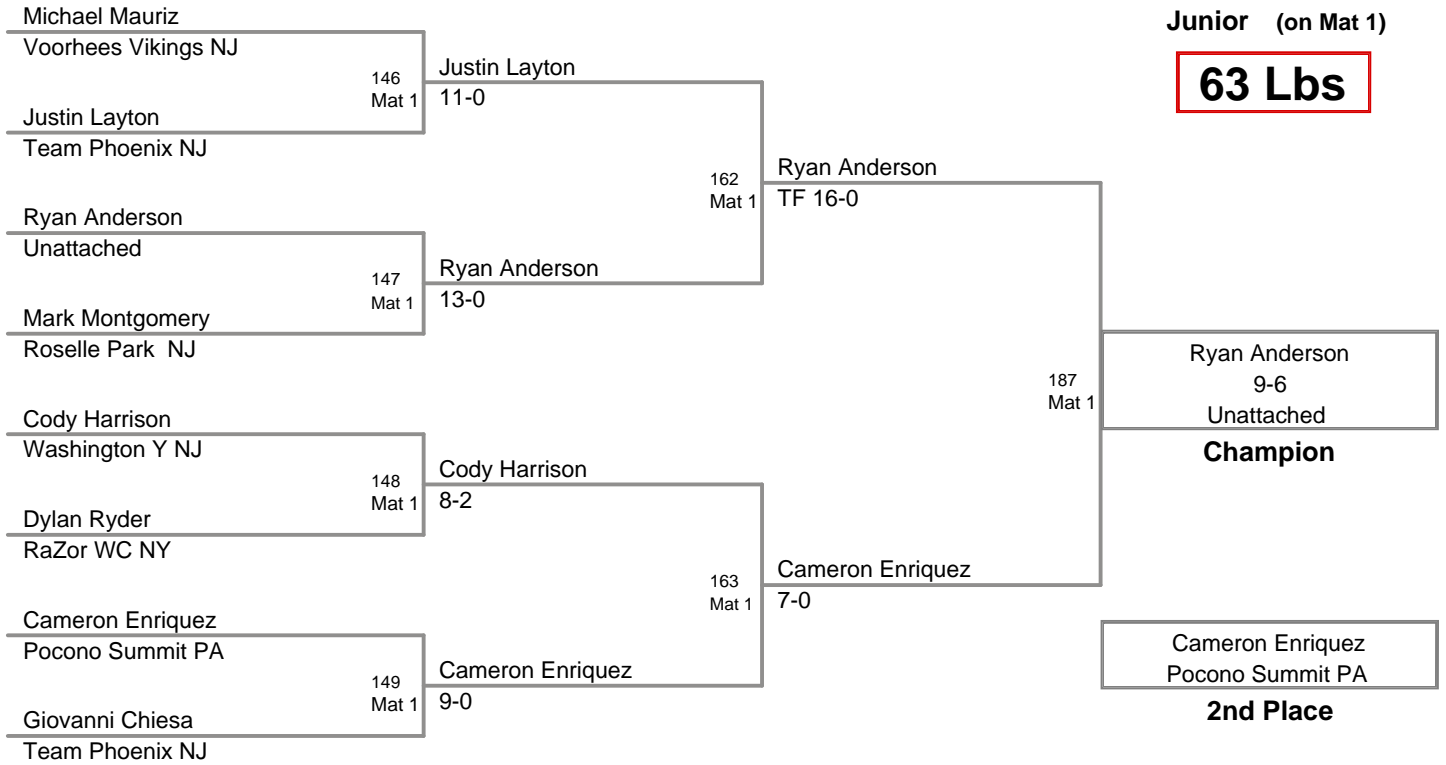 Michael Mauriz
Voorhees Vikings NJ
146
Mat 1
Justin Layton
11-0
Justin Layton
Team Phoenix NJ
Ryan Anderson
Unattached
147
Mat 1
Ryan Anderson
13-0
Mark Montgomery
Roselle Park  NJ
162
Mat 1
Ryan Anderson
TF 16-0
Cody Harrison
Washington Y NJ
148
Mat 1
Cody Harrison
8-2
Dylan Ryder
RaZor WC NY
Cameron Enriquez
Pocono Summit PA
149
Mat 1
Cameron Enriquez
9-0
Giovanni Chiesa
Team Phoenix NJ
163
Mat 1
Cameron Enriquez
7-0
187
Mat 1
Junior (on Mat 1)
63 Lbs
Ryan Anderson
9-6
Unattached
Champion
Cameron Enriquez
Pocono Summit PA
2nd Place